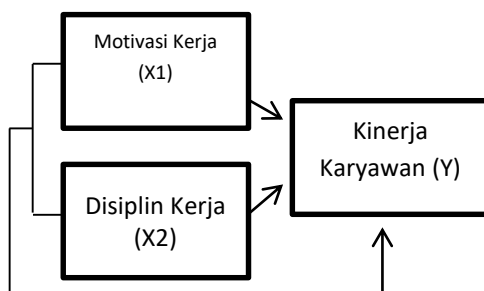 Motivasi Kerja
(X1)
Kinerja
Karyawan (Y)
Disiplin Kerja
(X2)